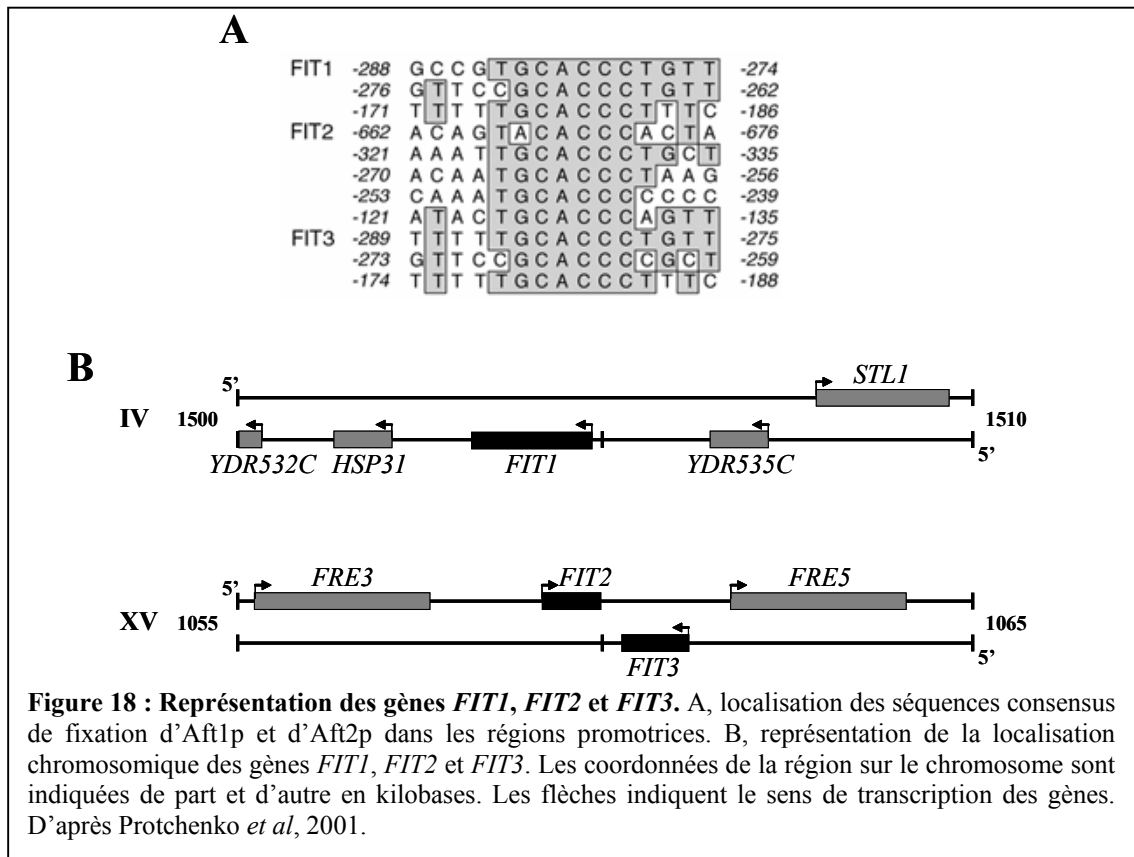 A
FIT1 -288 G C C G T G C A C C C T G T T -274
-276 G T T C C G C A C C C T G T T -262
-171 T T T T T G C A C C C T T T C -186
FIT2 -662 A C A G T A C A C C C A C T A -676
-321 A A A T T G C A C C C T G C T -335
-270 A C A A T G C A C C C T A A G -256
-253 C A A A T G C A C C C C C C C -239
-121 A T A C T G C A C C C A G T T -135
FIT3 -289 T T T T T G C A C C C T G T T -275
-273 G T T C C G C A C C C C G C T -259
-174 T T T T T G C A C C C T T T C -188
B
5' STL1
IV 1500 1510
YDR532C HSP31 FIT1 YDR535C 5'
5' FRE3 FIT2 FRE5
XV 1055 1065
FIT3 5'
Figure 18 : Représentation des gènes FIT1, FIT2 et FIT3. A, localisation des séquences consensus
de fixation d'Aft1p et d'Aft2p dans les régions promotrices. B, représentation de la localisation
chromosomique des gènes FIT1, FIT2 et FIT3. Les coordonnées de la région sur le chromosome sont
indiquées de part et d'autre en kilobases. Les flèches indiquent le sens de transcription des gènes.
D'après Protchenko et al, 2001.